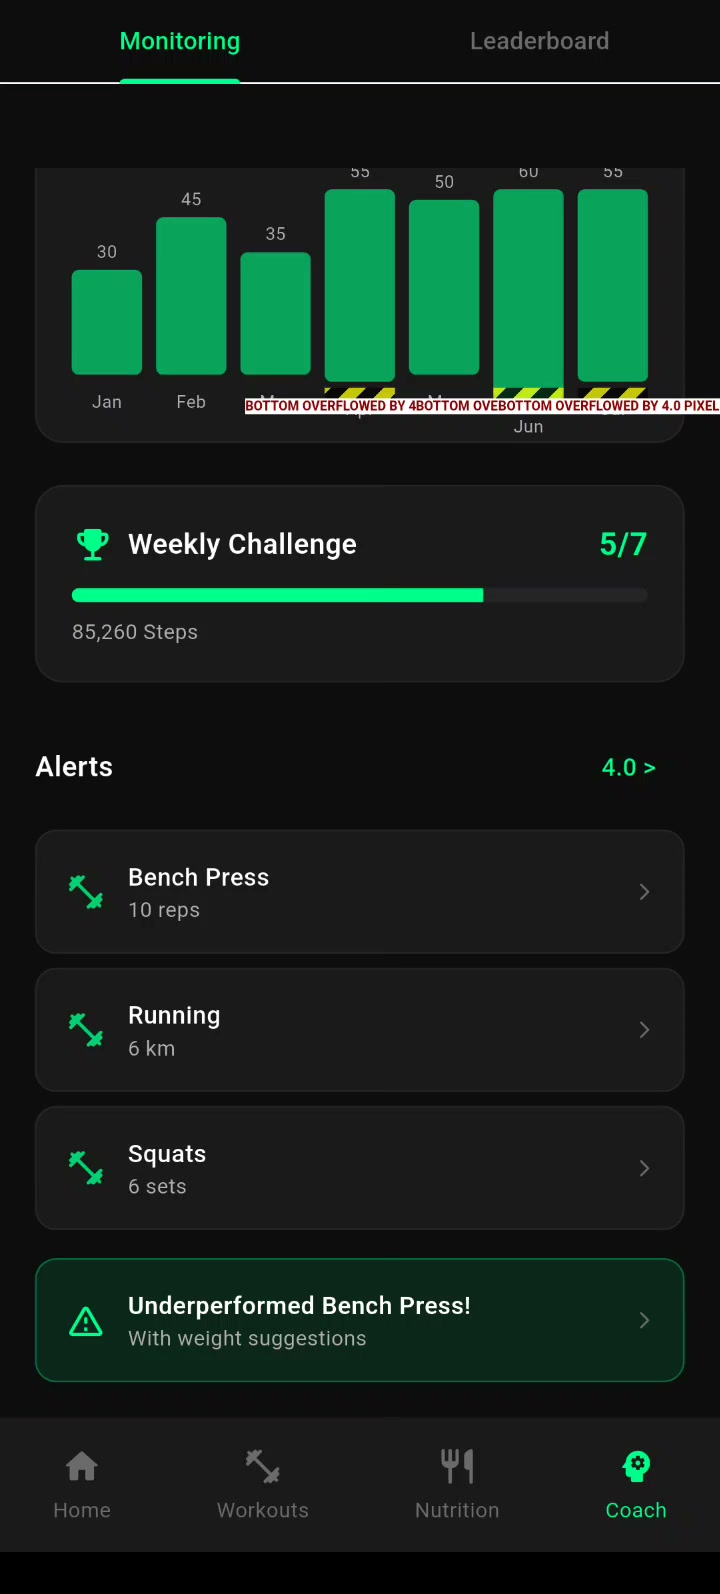 Monitoring
Leaderboard
55
60
55
50
45
35
30
Jan
Feb
BOTTOM OVERFLOWED BY 4BOTTOM OVEBOTTOM OVERFLOWED BY 4.0 PIXEL
Jun
Weekly Challenge
5/7
85,260 Steps
Alerts
4.0 >
Bench Press
10 reps
Running
6 km
Squats
6 sets
Underperformed Bench Press!
With weight suggestions
Home
Workouts
Nutrition
Coach